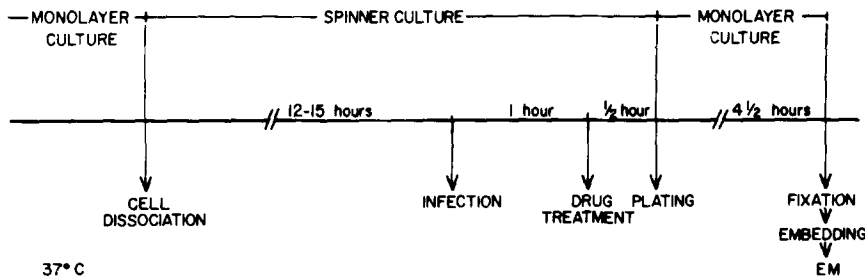 MONOLAYER CULTURE
SPINNER CULTURE
MONOLAYER CULTURE
12-15 hours
1 hour
1/2 hour
4 1/2 hours
CELL DISSOCIATION
INFECTION
DRUG TREATMENT
PLATING
FIXATION
EMBEDDING
EM
37° C